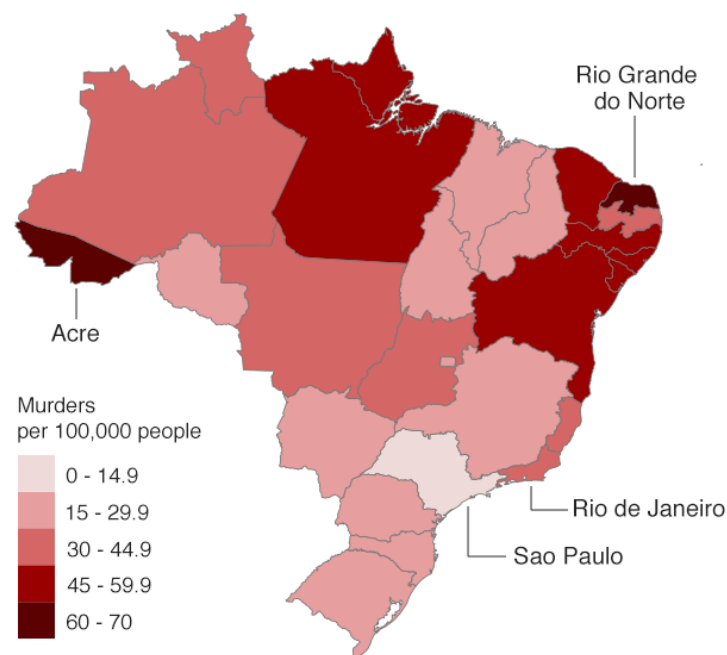 Rio Grande
do Norte
Acre
Murders
per 100,000 people
0 - 14.9
15 - 29.9
30 - 44.9
45 - 59.9
60 - 70
Rio de Janeiro
Sao Paulo